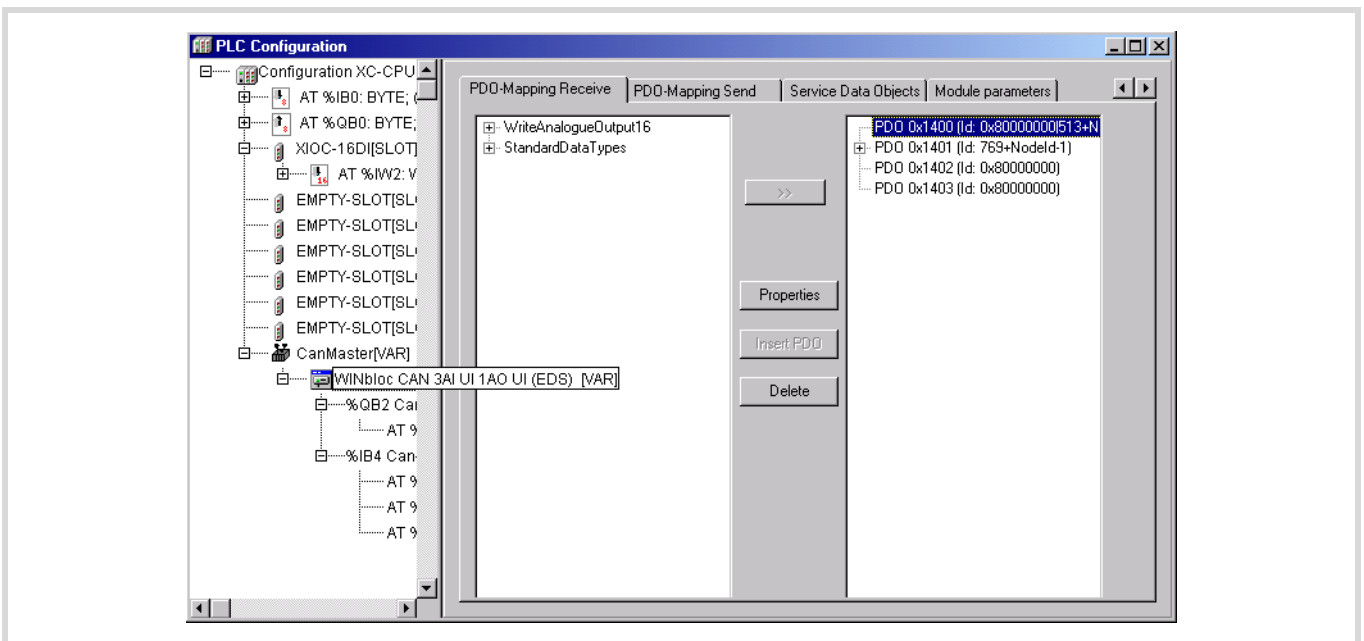 PLC Configuration
Configuration XC-CPU
AT %IB0: BYTE; (
AT %QB0: BYTE;
XIOC-16DI[SLOT]
16
AT %IW2: V
EMPTY-SLOT[SL
EMPTY-SLOT[SL
EMPTY-SLOT[SL
EMPTY-SLOT[SL
EMPTY-SLOT[SL
EMPTY-SLOT[SL
CanMaster[VAR]
WINbloc CAN 3AI UI 1AO UI (EDS) [VAR]
%QB2 Cai
AT %
%IB4 Can
AT %
AT %
AT %
PDO-Mapping Receive
PDO-Mapping Send
Service Data Objects
Module parameters
WriteAnalogueOutput16
StandardDataTypes
>>
Properties
Insert PDO
Delete
PDO 0x1400 (Id: 0x80000000|513+N
PDO 0x1401 (Id: 769+NodeId-1)
PDO 0x1402 (Id: 0x80000000)
PDO 0x1403 (Id: 0x80000000)